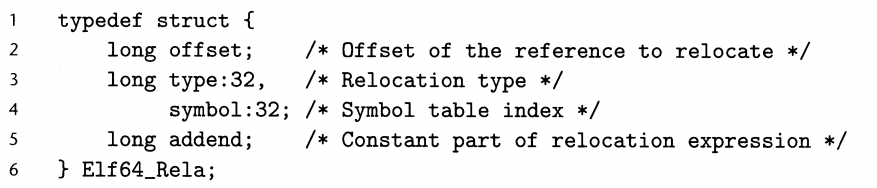 1 typedef struct {
2     long offset;    /* Offset of the reference to relocate */
3     long type:32,   /* Relocation type */
4          symbol:32; /* Symbol table index */
5     long addend;    /* Constant part of relocation expression */
6 } Elf64_Rela;